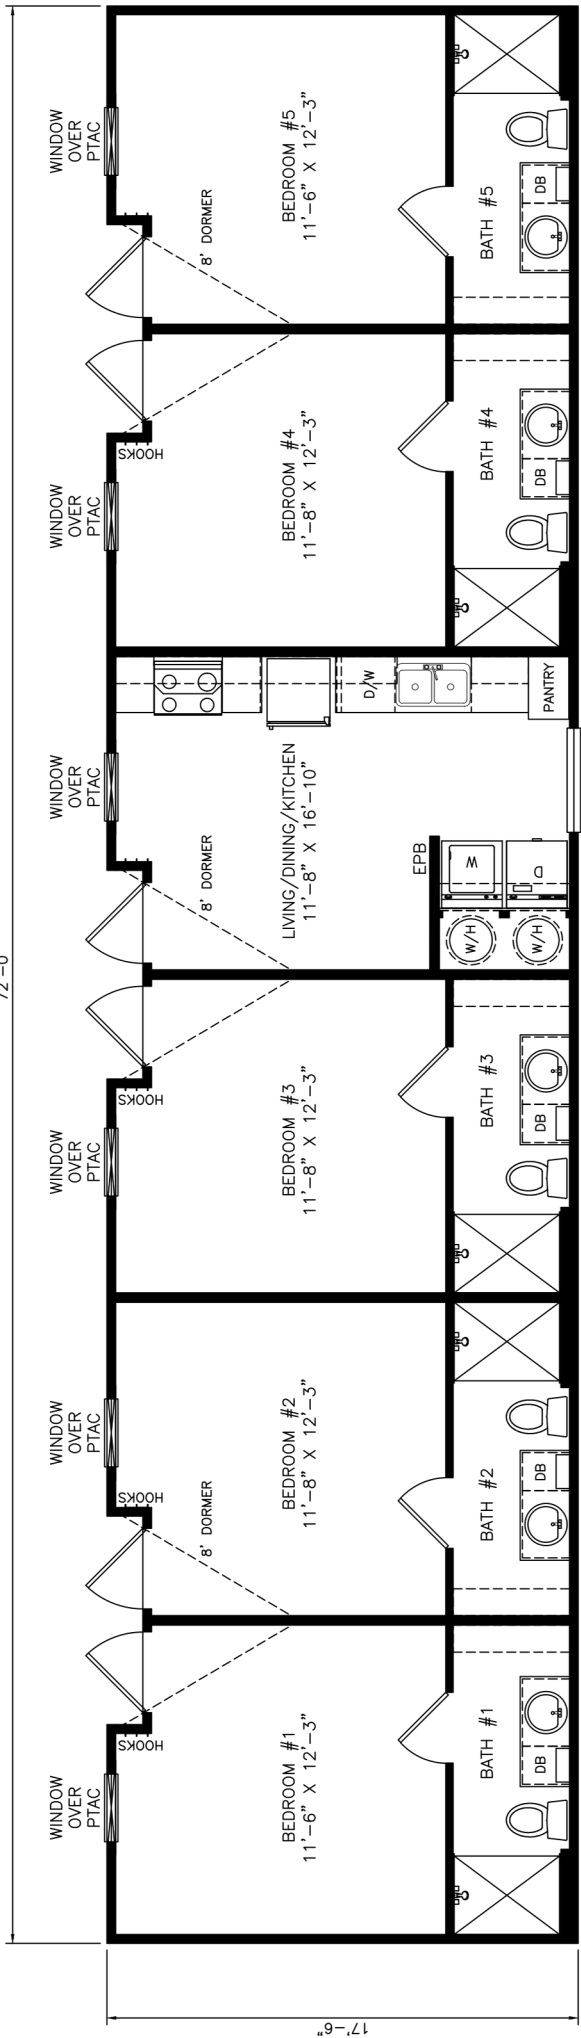 72'-0"
17'-6"
WINDOW
OVER
PTAC
HOOKS
BEDROOM #1
11'-6" X 12'-3"
BATH #1
DB
WINDOW
OVER
PTAC
HOOKS
8' DORMER
BEDROOM #2
11'-8" X 12'-3"
BATH #2
DB
WINDOW
OVER
PTAC
HOOKS
BEDROOM #3
11'-8" X 12'-3"
BATH #3
DB
WINDOW
OVER
PTAC
8' DORMER
LIVING/DINING/KITCHEN
11'-8" X 16'-10"
EPB
W/H
W/H
W
D
D/W
PANTRY
WINDOW
OVER
PTAC
HOOKS
BEDROOM #4
11'-8" X 12'-3"
BATH #4
DB
WINDOW
OVER
PTAC
8' DORMER
BEDROOM #5
11'-6" X 12'-3"
BATH #5
DB